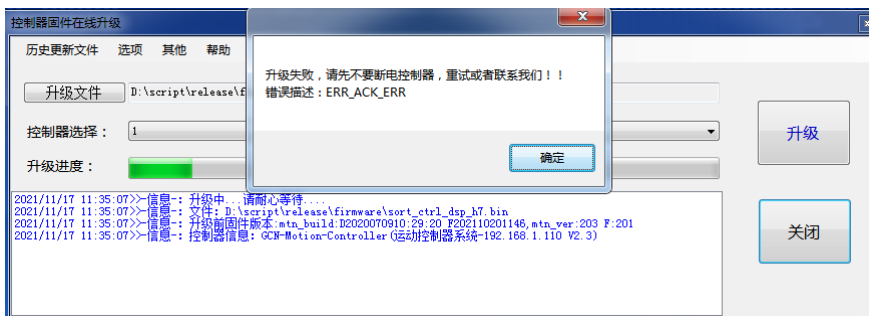 控制器固件在线升级
历史更新文件 选项 其他 帮助
升级失败，请先不要断电控制器，重试或者联系我们！！
错误描述：ERR_ACK_ERR
确定
升级文件 D:\script\release\f
控制器选择： 1
升级进度：
升级
关闭
2021/11/17 11:35:07>>-信息-: 升级中...请耐心等待....
2021/11/17 11:35:07>>-信息-: 文件: D:\script\release\firmware\sort_ctrl_dsp_h7.bin
2021/11/17 11:35:07>>-信息-: 升级前固件版本:mtn_build:D2020070910:29:20_F202110201146,mtn_ver:203 F:201
2021/11/17 11:35:07>>-信息-: 控制器信息: GCN-Motion-Controller(运动控制器系统-192.168.1.110 V2.3)